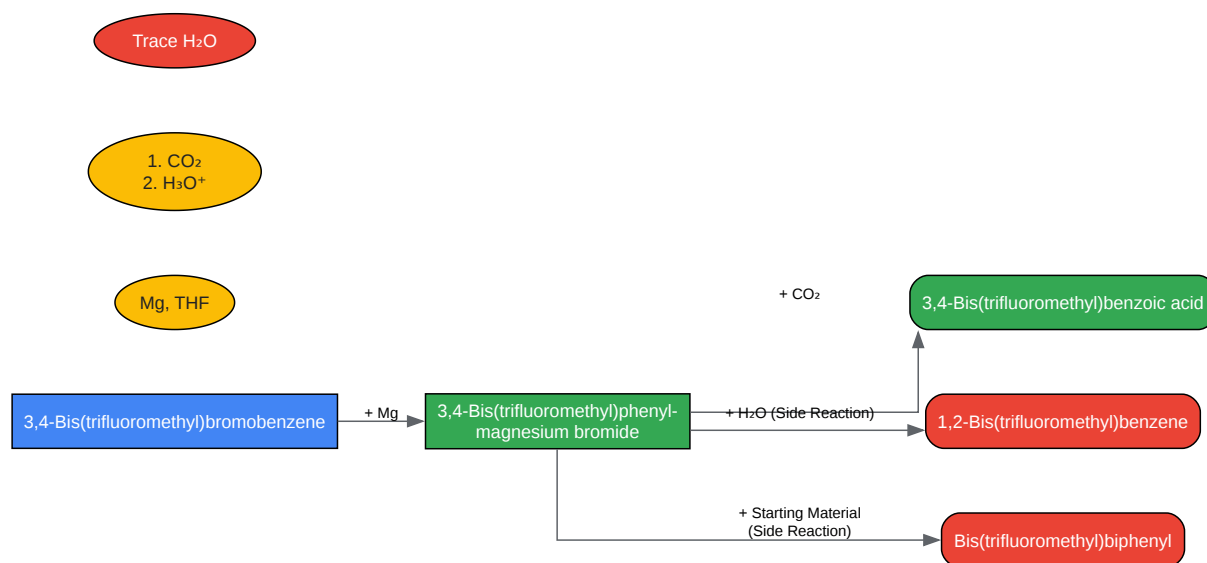 Trace H₂O
1. CO₂
2. H₃O⁺
Mg, THF
+ CO₂
3,4-Bis(trifluoromethyl)benzoic acid
3,4-Bis(trifluoromethyl)bromobenzene
+ Mg
3,4-Bis(trifluoromethyl)phenyl-
magnesium bromide
+ H₂O (Side Reaction)
1,2-Bis(trifluoromethyl)benzene
+ Starting Material
(Side Reaction)
Bis(trifluoromethyl)biphenyl